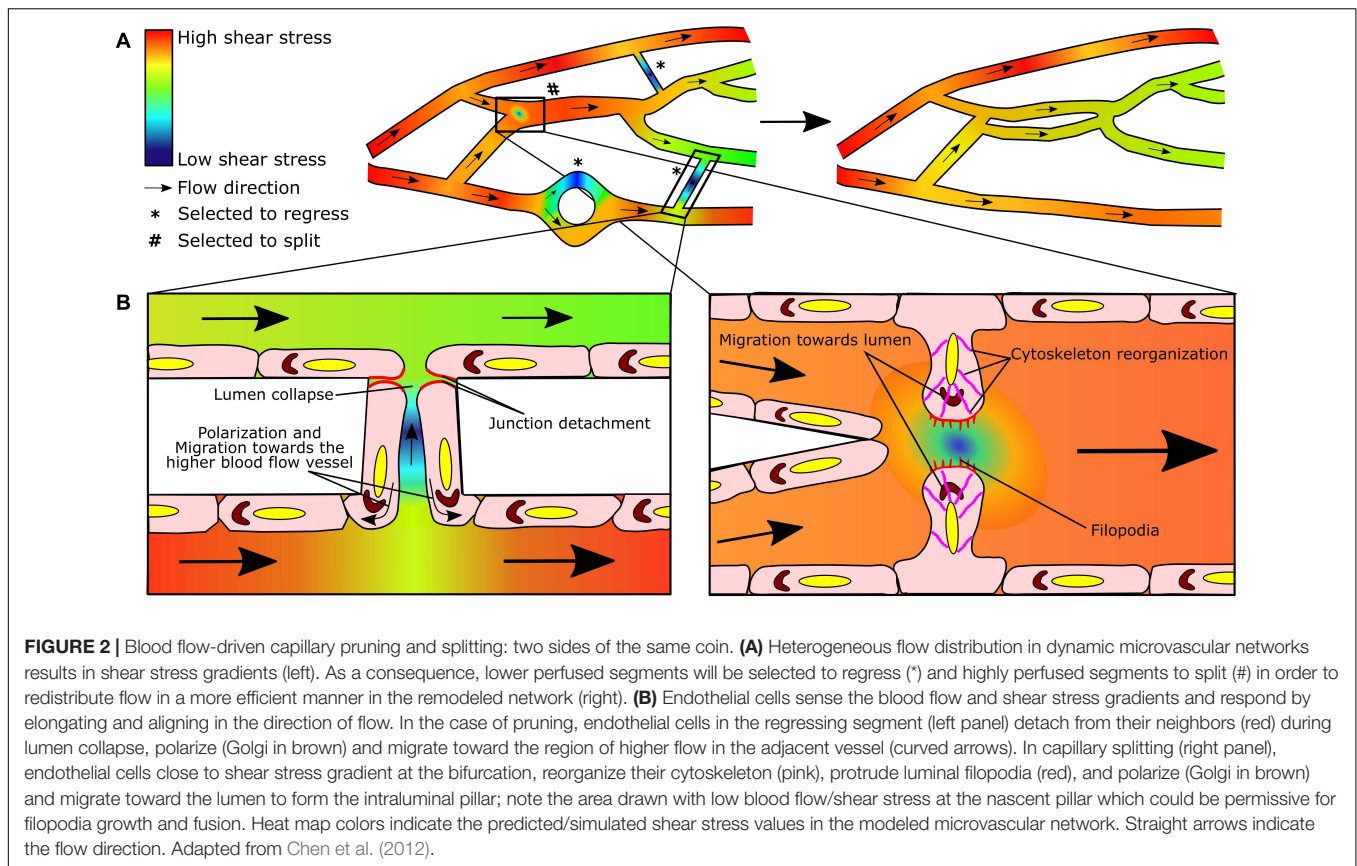 A
High shear stress
Low shear stress
Flow direction
* Selected to regress
# Selected to split
*
#
*
*
B
Lumen collapse
Junction detachment
Polarization and
Migration towards the
higher blood flow vessel
Migration towards lumen
Cytoskeleton reorganization
Filopodia
FIGURE 2 | Blood flow-driven capillary pruning and splitting: two sides of the same coin. (A) Heterogeneous flow distribution in dynamic microvascular networks
results in shear stress gradients (left). As a consequence, lower perfused segments will be selected to regress (*) and highly perfused segments to split (#) in order to
redistribute flow in a more efficient manner in the remodeled network (right). (B) Endothelial cells sense the blood flow and shear stress gradients and respond by
elongating and aligning in the direction of flow. In the case of pruning, endothelial cells in the regressing segment (left panel) detach from their neighbors (red) during
lumen collapse, polarize (Golgi in brown) and migrate toward the region of higher flow in the adjacent vessel (curved arrows). In capillary splitting (right panel),
endothelial cells close to shear stress gradient at the bifurcation, reorganize their cytoskeleton (pink), protrude luminal filopodia (red), and polarize (Golgi in brown)
and migrate toward the lumen to form the intraluminal pillar; note the area drawn with low blood flow/shear stress at the nascent pillar which could be permissive for
filopodia growth and fusion. Heat map colors indicate the predicted/simulated shear stress values in the modeled microvascular network. Straight arrows indicate
the flow direction. Adapted from Chen et al. (2012).